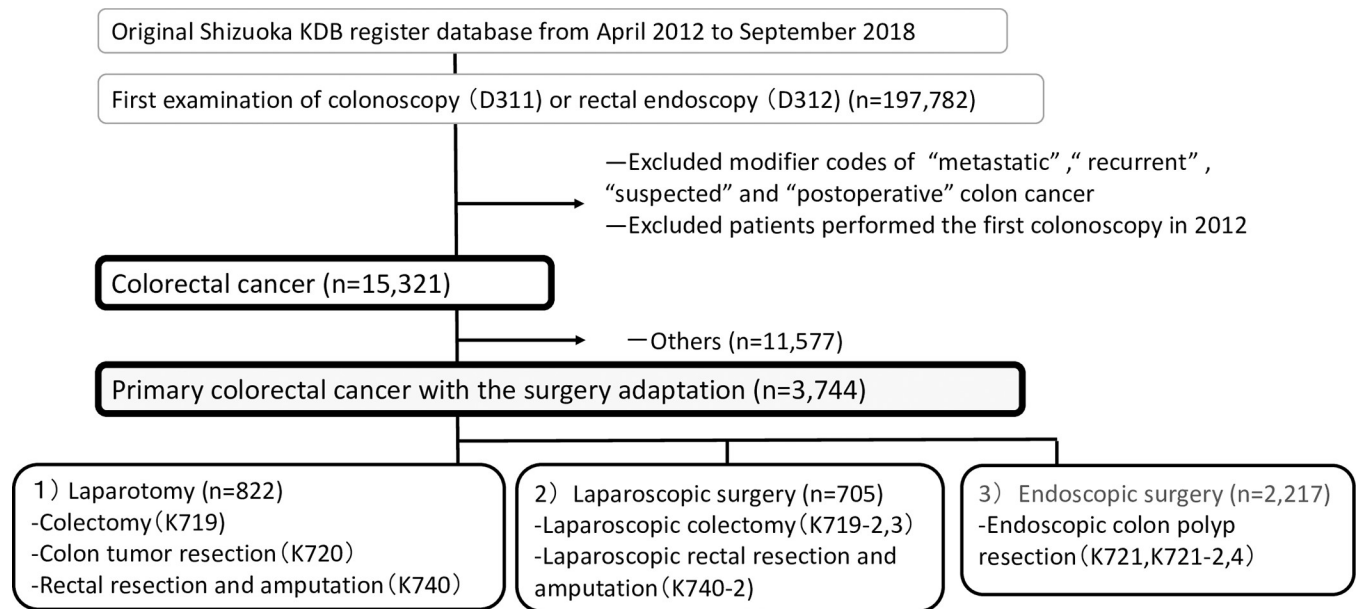 Original Shizuoka KDB register database from April 2012 to September 2018
First examination of colonoscopy（D311) or rectal endoscopy（D312) (n=197,782)
—Excluded modifier codes of “metastatic” ,“ recurrent” ,
“suspected” and “postoperative” colon cancer
—Excluded patients performed the first colonoscopy in 2012
Colorectal cancer (n=15,321)
—Others (n=11,577)
Primary colorectal cancer with the surgery adaptation (n=3,744)
1）Laparotomy (n=822)
-Colectomy（K719)
-Colon tumor resection（K720）
-Rectal resection and amputation（K740）
2）Laparoscopic surgery (n=705)
-Laparoscopic colectomy（K719-2,3）
-Laparoscopic rectal resection and
amputation（K740-2）
3）Endoscopic surgery (n=2,217)
-Endoscopic colon polyp
resection（K721,K721-2,4）